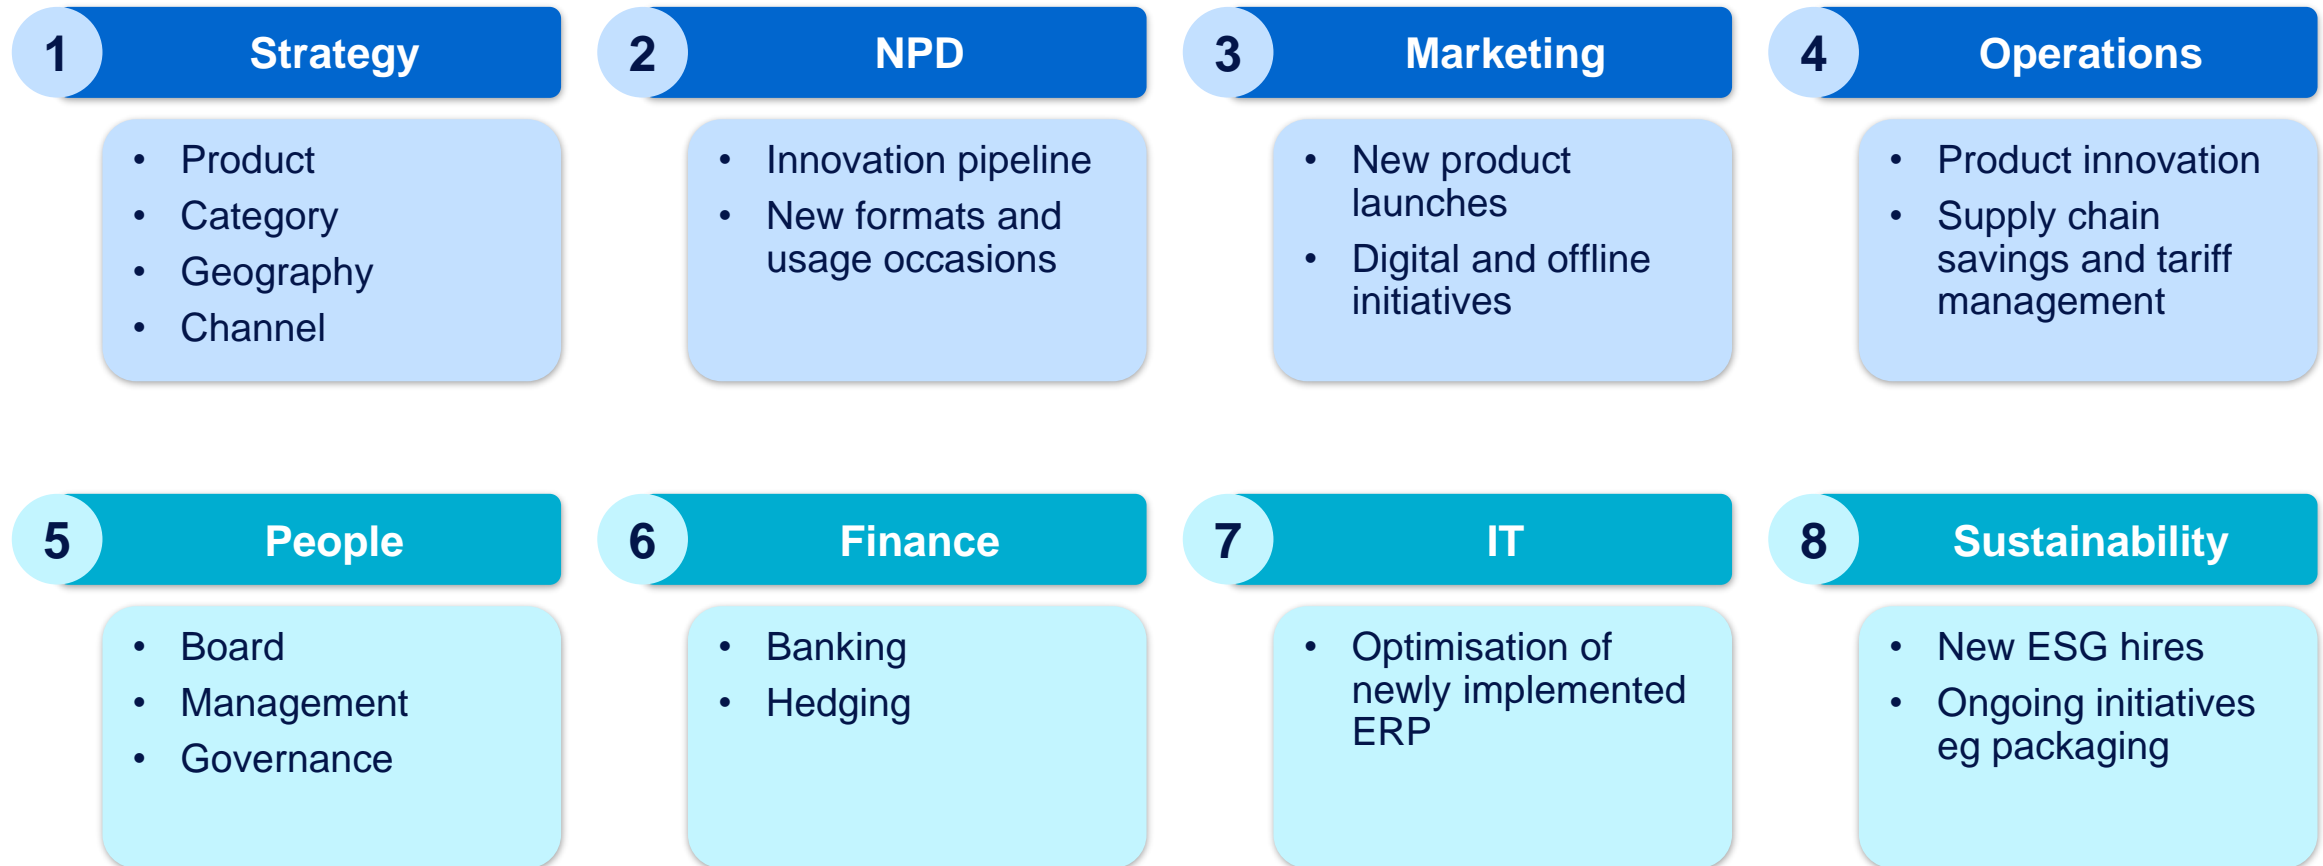 1
Strategy
• Product
• Category
• Geography
• Channel
2
NPD
• Innovation pipeline
• New formats and
usage occasions
3
Marketing
• New product
launches
• Digital and offline
initiatives
4
Operations
• Product innovation
• Supply chain
savings and tariff
management
5
People
• Board
• Management
• Governance
6
Finance
• Banking
• Hedging
7
IT
• Optimisation of
newly implemented
ERP
8
Sustainability
• New ESG hires
• Ongoing initiatives
eg packaging